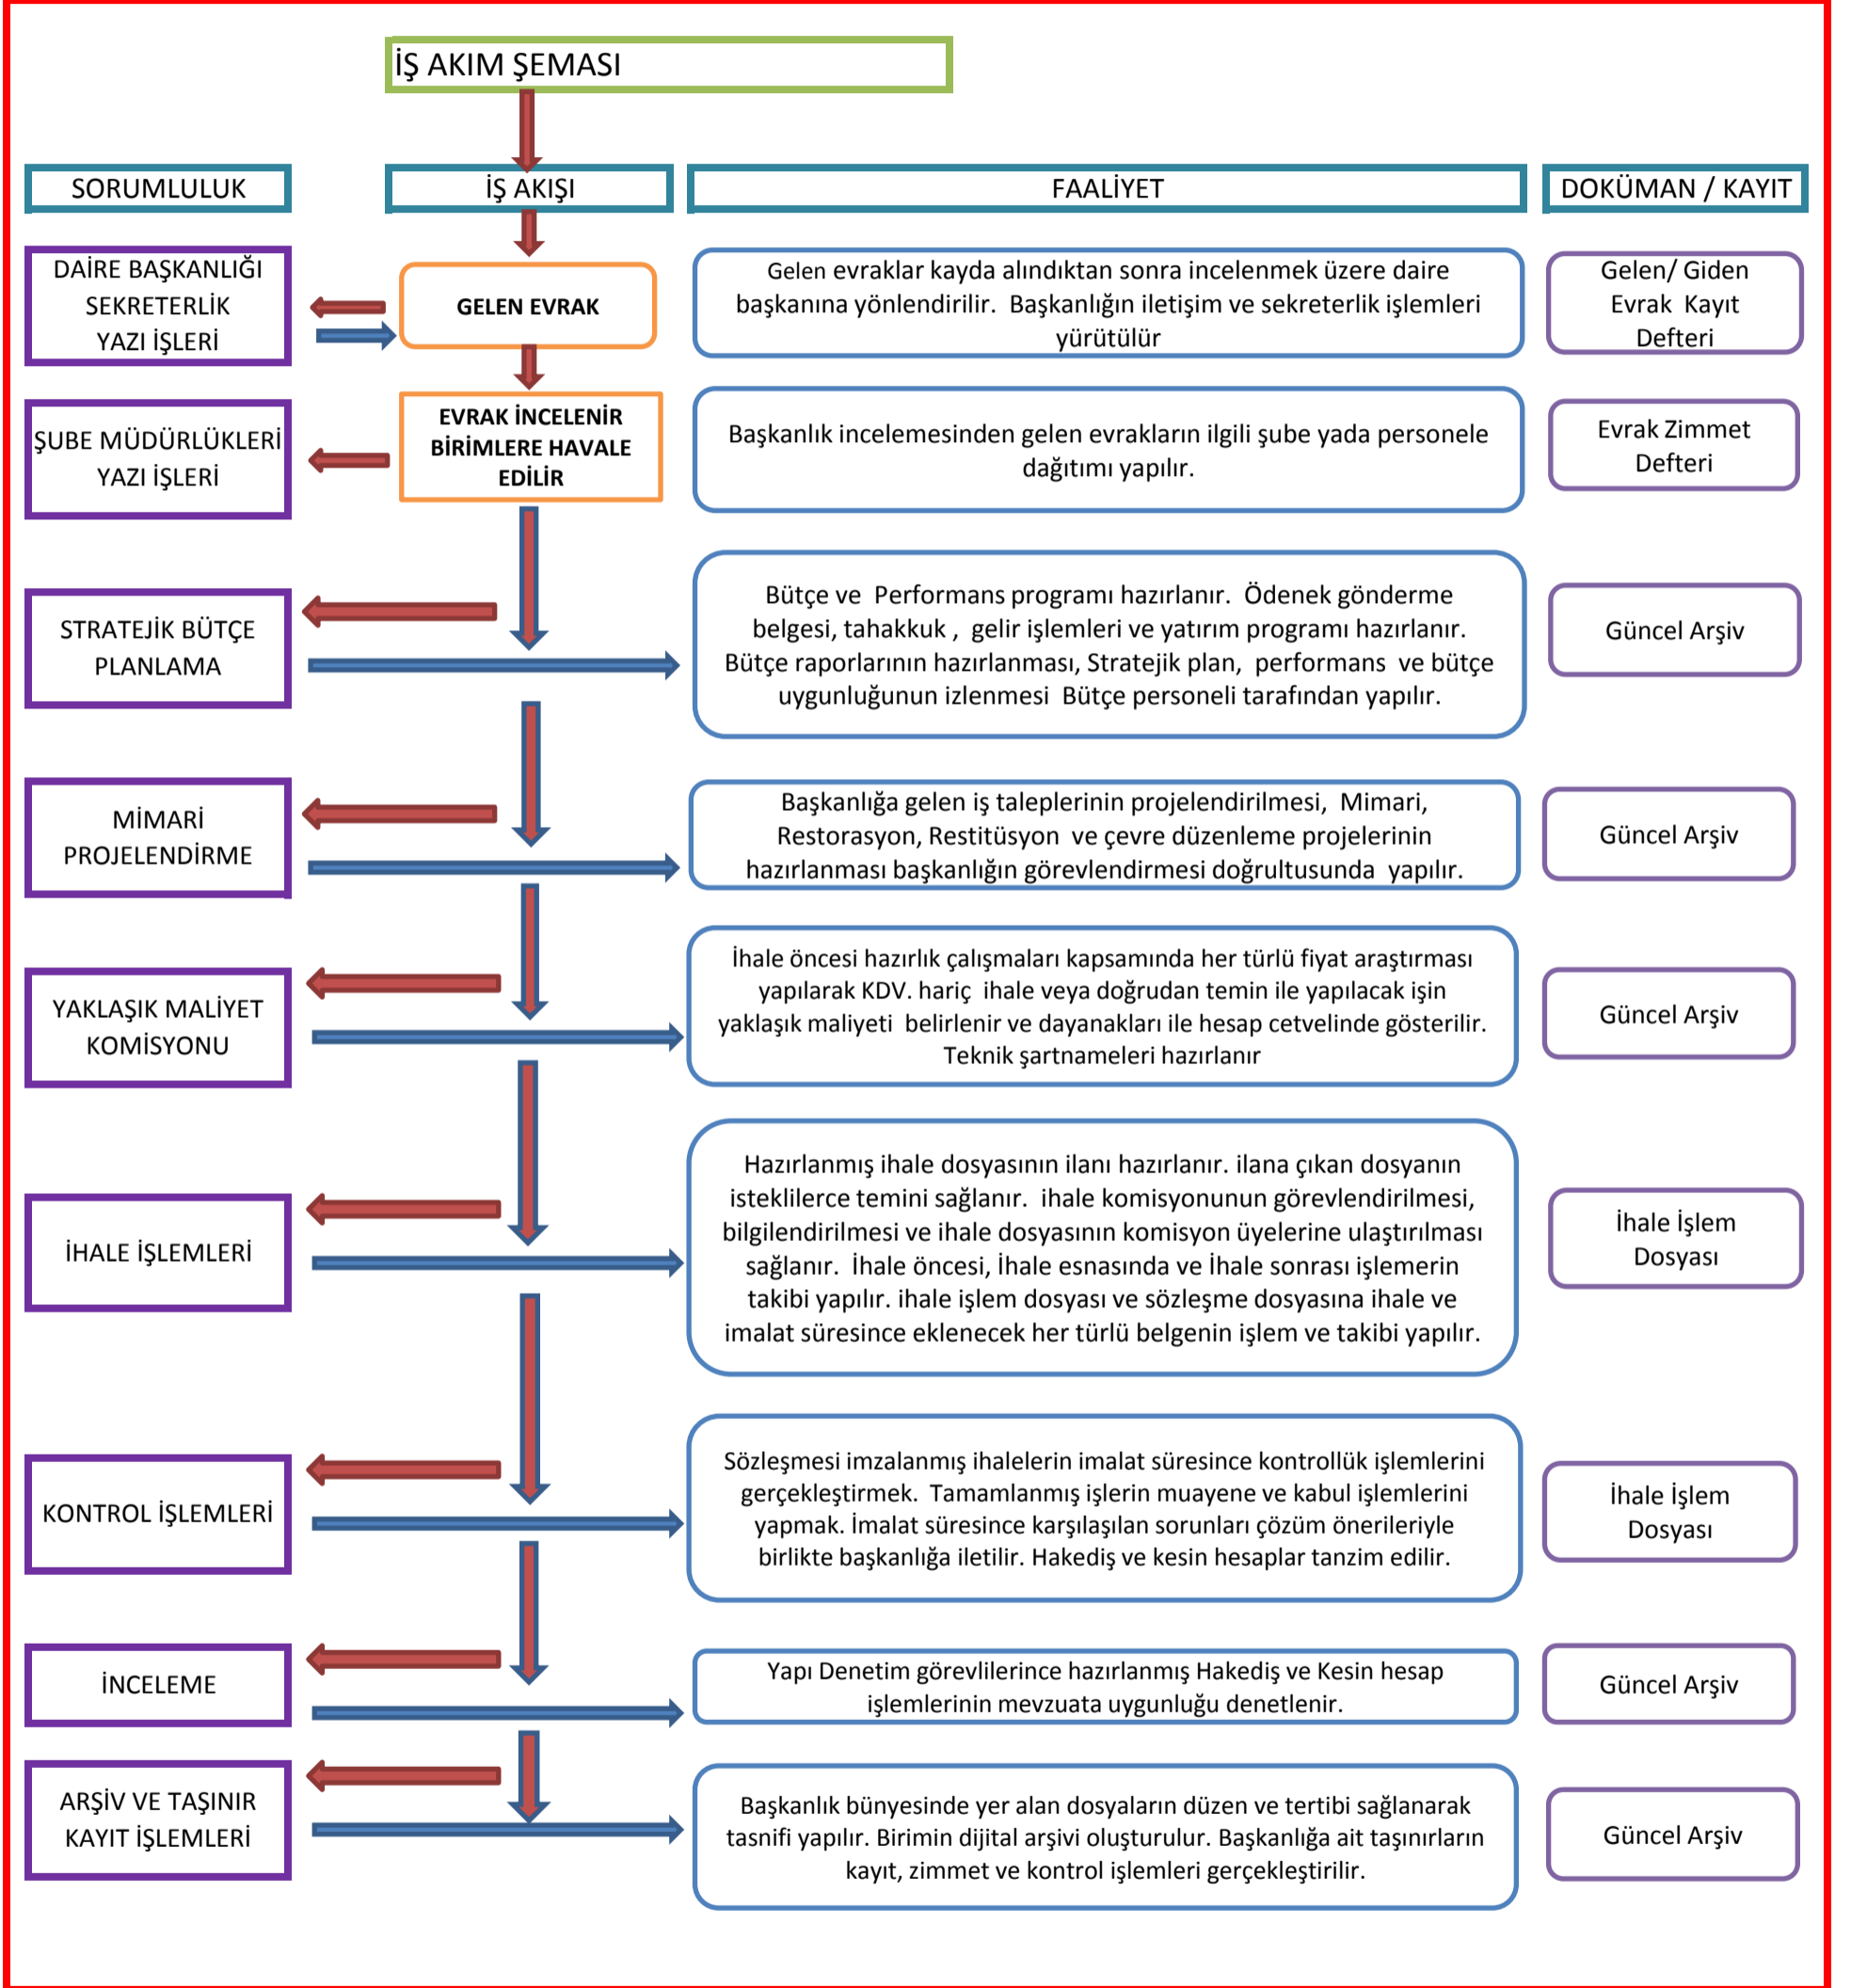 İŞ AKIM ŞEMASI
SORUMLULUK
İŞ AKIŞI
FAALİYET
DOKÜMAN / KAYIT
DAİRE BAŞKANLIĞI
SEKRETERLİK
YAZI İŞLERİ
GELEN EVRAK
Gelen evraklar kayda alındıktan sonra incelenmek üzere daire
başkanına yönlendirilir. Başkanlığın iletişim ve sekreterlik işlemleri
yürütülür
Gelen/ Giden
Evrak Kayıt
Defteri
ŞUBE MÜDÜRLÜKLERİ
YAZI İŞLERİ
EVRAK İNCELENİR
BİRİMLERE HAVALE
EDİLİR
Başkanlık incelemesinden gelen evrakların ilgili şube yada personele
dağıtımı yapılır.
Evrak Zimmet
Defteri
STRATEJİK BÜTÇE
PLANLAMA
Bütçe ve Performans programı hazırlanır. Ödenek gönderme
belgesi, tahakkuk , gelir işlemleri ve yatırım programı hazırlanır.
Bütçe raporlarının hazırlanması, Stratejik plan, performans ve bütçe
uygunluğunun izlenmesi Bütçe personeli tarafından yapılır.
Güncel Arşiv
MİMARİ
PROJELENDİRME
Başkanlığa gelen iş taleplerinin projelendirilmesi, Mimari,
Restorasyon, Restitüsyon ve çevre düzenleme projelerinin
hazırlanması başkanlığın görevlendirmesi doğrultusunda yapılır.
Güncel Arşiv
YAKLAŞIK MALİYET
KOMİSYONU
İhale öncesi hazırlık çalışmaları kapsamında her türlü fiyat araştırması
yapılarak KDV. hariç ihale veya doğrudan temin ile yapılacak işin
yaklaşık maliyeti belirlenir ve dayanakları ile hesap cetvelinde gösterilir.
Teknik şartnameleri hazırlanır
Güncel Arşiv
İHALE İŞLEMLERİ
Hazırlanmış ihale dosyasının ilanı hazırlanır. ilana çıkan dosyanın
isteklilerce temini sağlanır. ihale komisyonunun görevlendirilmesi,
bilgilendirilmesi ve ihale dosyasının komisyon üyelerine ulaştırılması
sağlanır. İhale öncesi, İhale esnasında ve İhale sonrası işlemerin
takibi yapılır. ihale işlem dosyası ve sözleşme dosyasına ihale ve
imalat süresince eklenecek her türlü belgenin işlem ve takibi yapılır.
İhale İşlem
Dosyası
KONTROL İŞLEMLERİ
Sözleşmesi imzalanmış ihalelerin imalat süresince kontrollük işlemlerini
gerçekleştirmek. Tamamlanmış işlerin muayene ve kabul işlemlerini
yapmak. İmalat süresince karşılaşılan sorunları çözüm önerileriyle
birlikte başkanlığa iletilir. Hakediş ve kesin hesaplar tanzim edilir.
İhale İşlem
Dosyası
İNCELEME
Yapı Denetim görevlilerince hazırlanmış Hakediş ve Kesin hesap
işlemlerinin mevzuata uygunluğu denetlenir.
Güncel Arşiv
ARŞİV VE TAŞINIR
KAYIT İŞLEMLERİ
Başkanlık bünyesinde yer alan dosyaların düzen ve tertibi sağlanarak
tasnifi yapılır. Birimin dijital arşivi oluşturulur. Başkanlığa ait taşınırların
kayıt, zimmet ve kontrol işlemleri gerçekleştirilir.
Güncel Arşiv